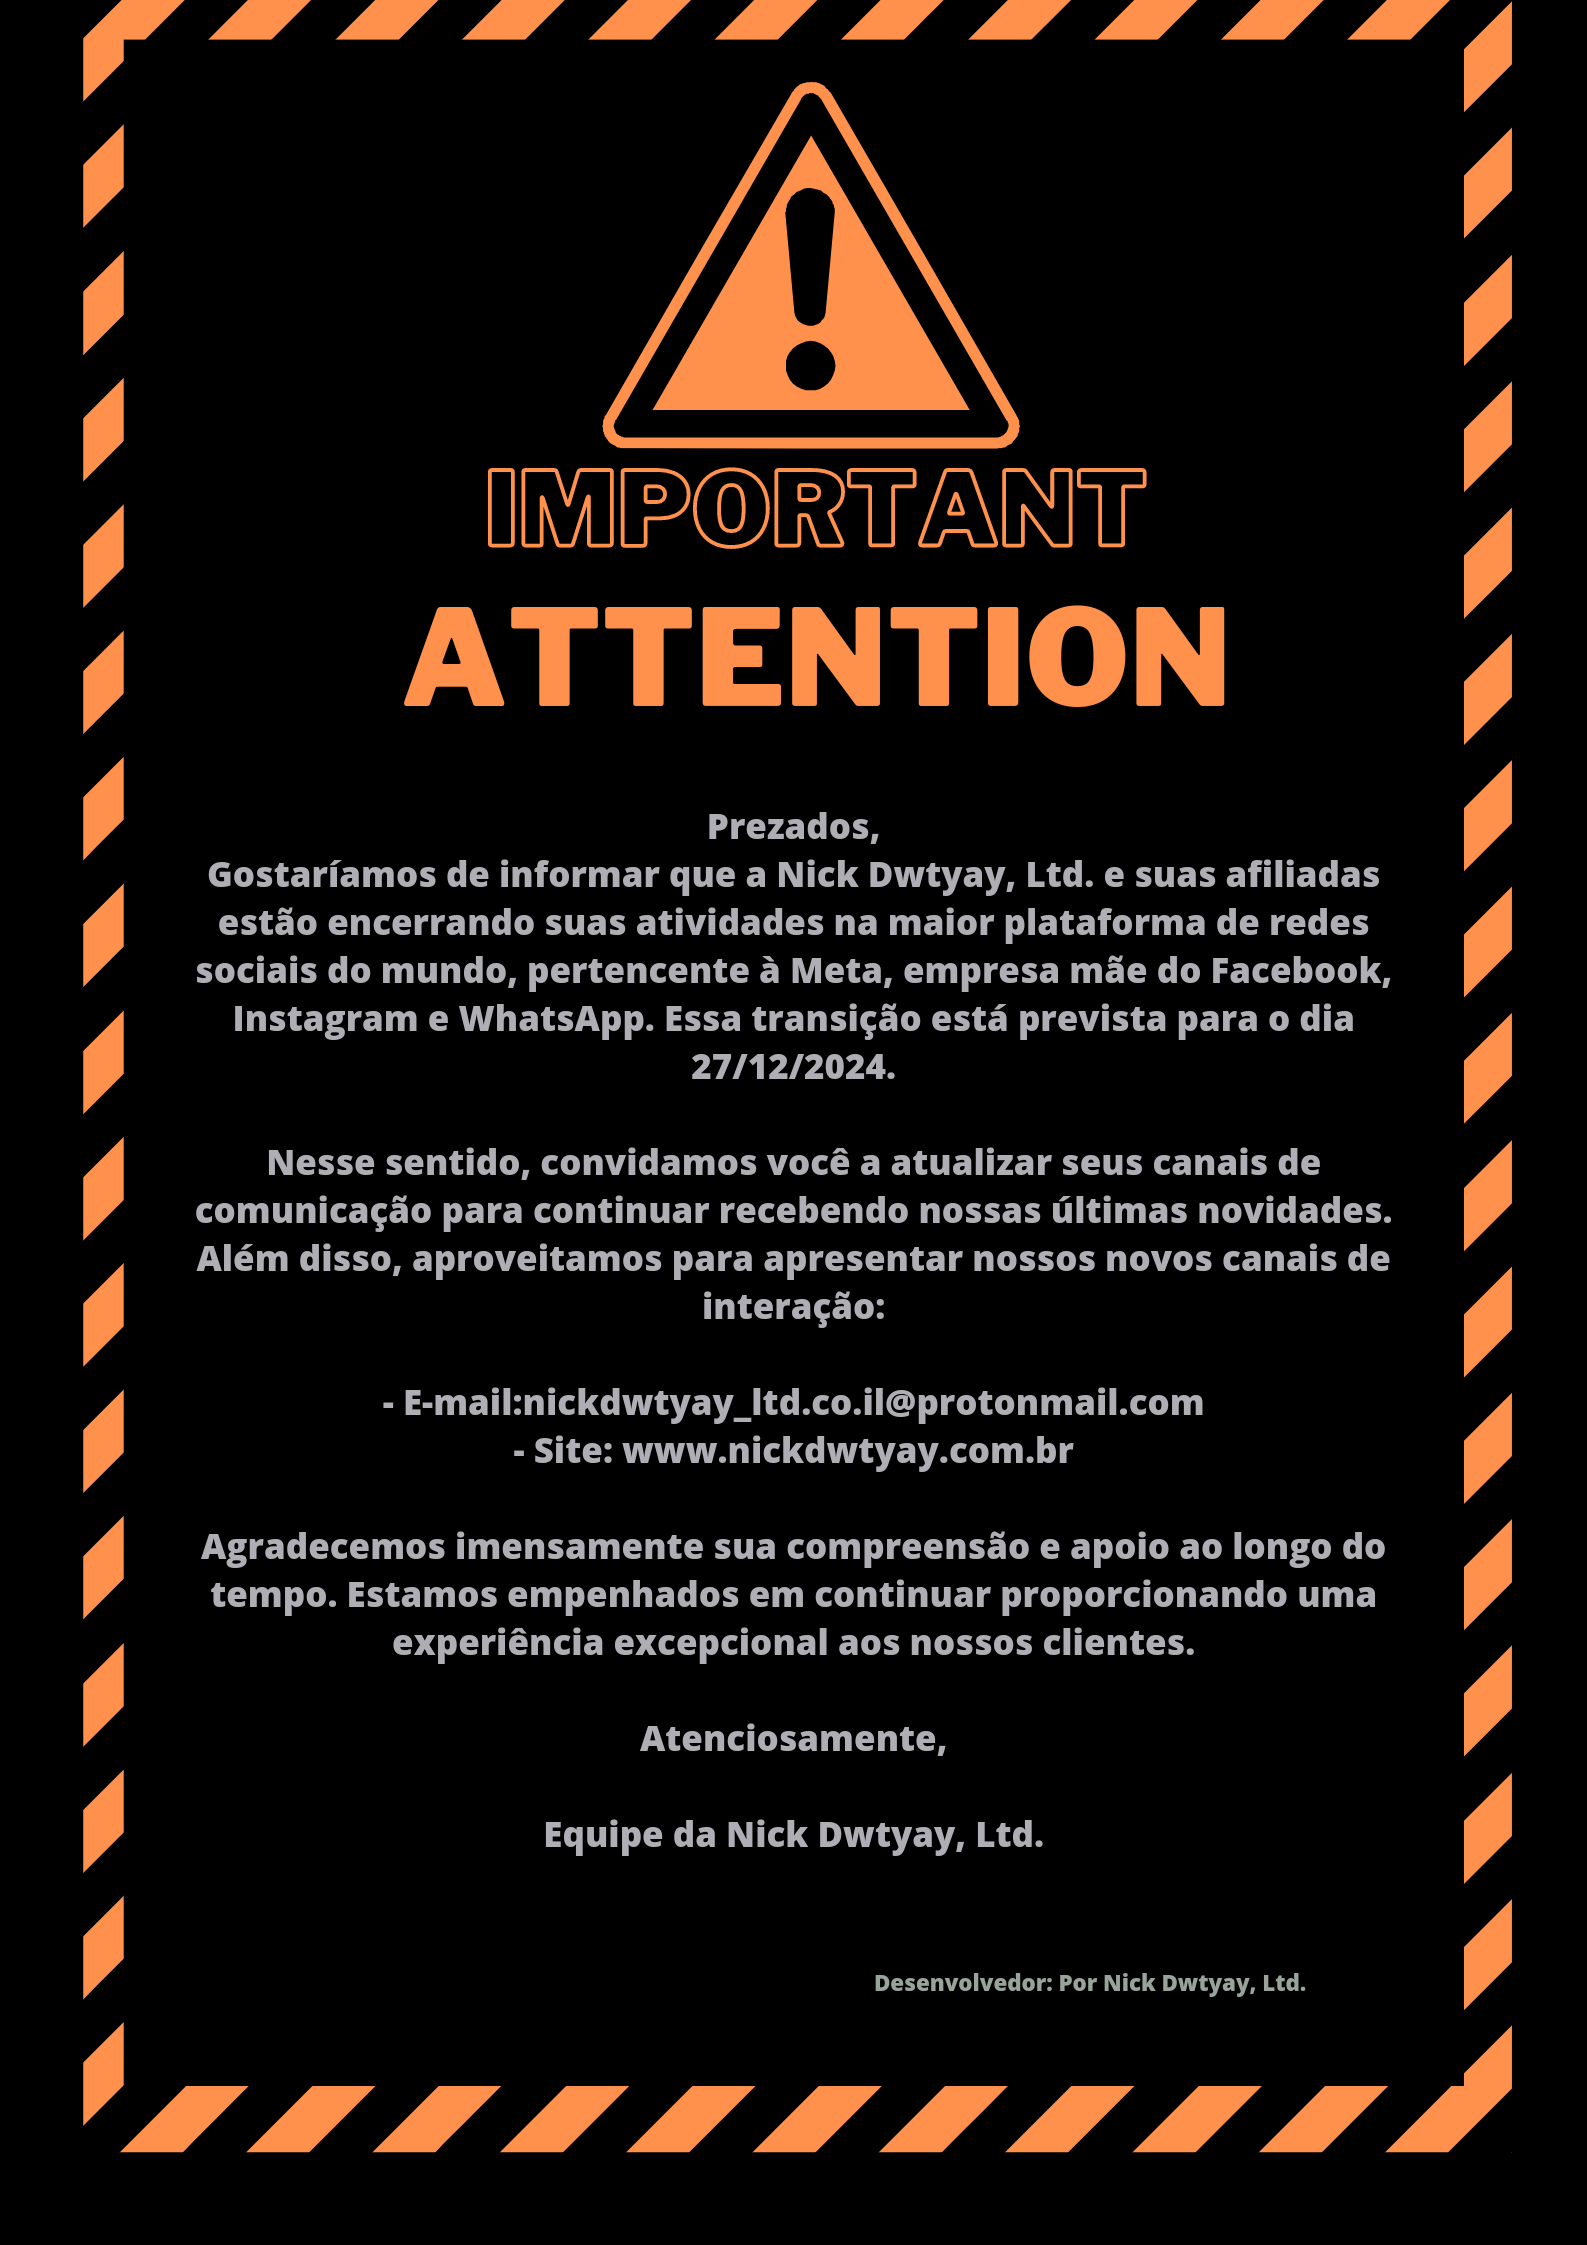 IMPORTANT
ATTENTION
Prezados,
Gostaríamos de informar que a Nick Dwtyay, Ltd. e suas afiliadas
estão encerrando suas atividades na maior plataforma de redes
sociais do mundo, pertencente à Meta, empresa mãe do Facebook,
Instagram e WhatsApp. Essa transição está prevista para o dia
27/12/2024.
Nesse sentido, convidamos você a atualizar seus canais de
comunicação para continuar recebendo nossas últimas novidades.
Além disso, aproveitamos para apresentar nossos novos canais de
interação:
- E-mail:nickdwtyay_ltd.co.il@protonmail.com
- Site: www.nickdwtyay.com.br
Agradecemos imensamente sua compreensão e apoio ao longo do
tempo. Estamos empenhados em continuar proporcionando uma
experiência excepcional aos nossos clientes.
Atenciosamente,
Equipe da Nick Dwtyay, Ltd.
Desenvolvedor: Por Nick Dwtyay, Ltd.